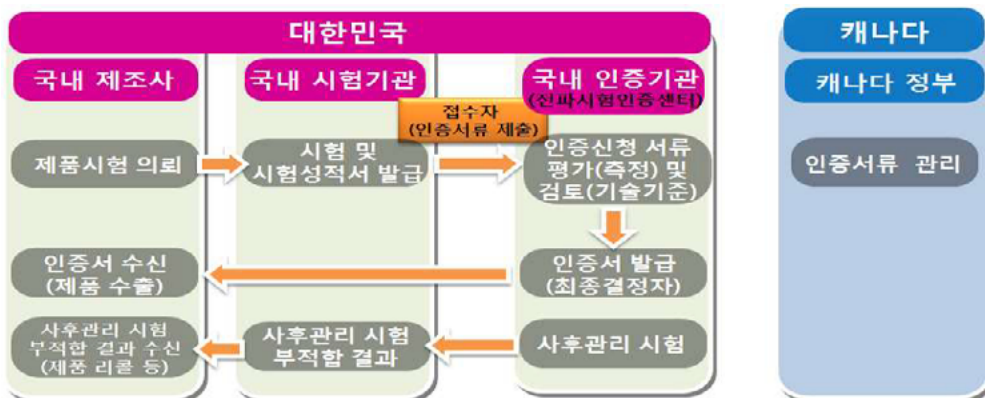 대한민국
캐나다
국내 제조사
국내 시험기관
국내 인증기관
(전파시험인증센터)
캐나다 정부
접수자
(인증서류 제출)
제품시험 의뢰
시험 및
시험성적서 발급
인증신청 서류
평가(측정) 및
검토(기술기준)
인증서류 관리
인증서 수신
(제품 수출)
인증서 발급
(최종결정자)
사후관리 시험
부적합 결과 수신
(제품 리콜 등)
사후관리 시험
부적합 결과
사후관리 시험